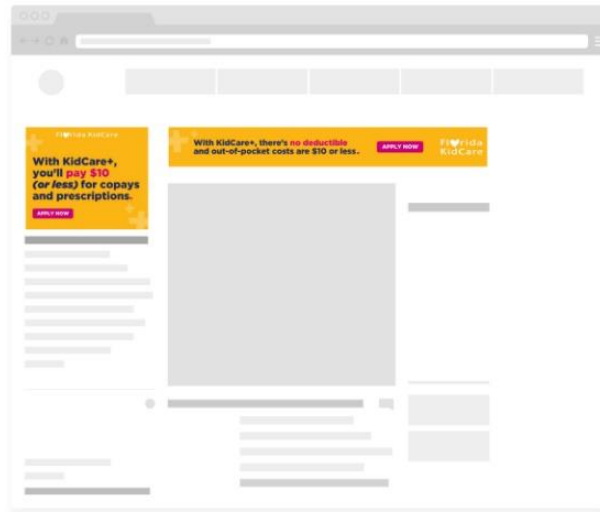 Florida KidCare
With KidCare+,
you'll pay $10
(or less) for copays
and prescriptions.
APPLY NOW
With KidCare+, there's no deductible
and out-of-pocket costs are $10 or less.
APPLY NOW
Florida
KidCare